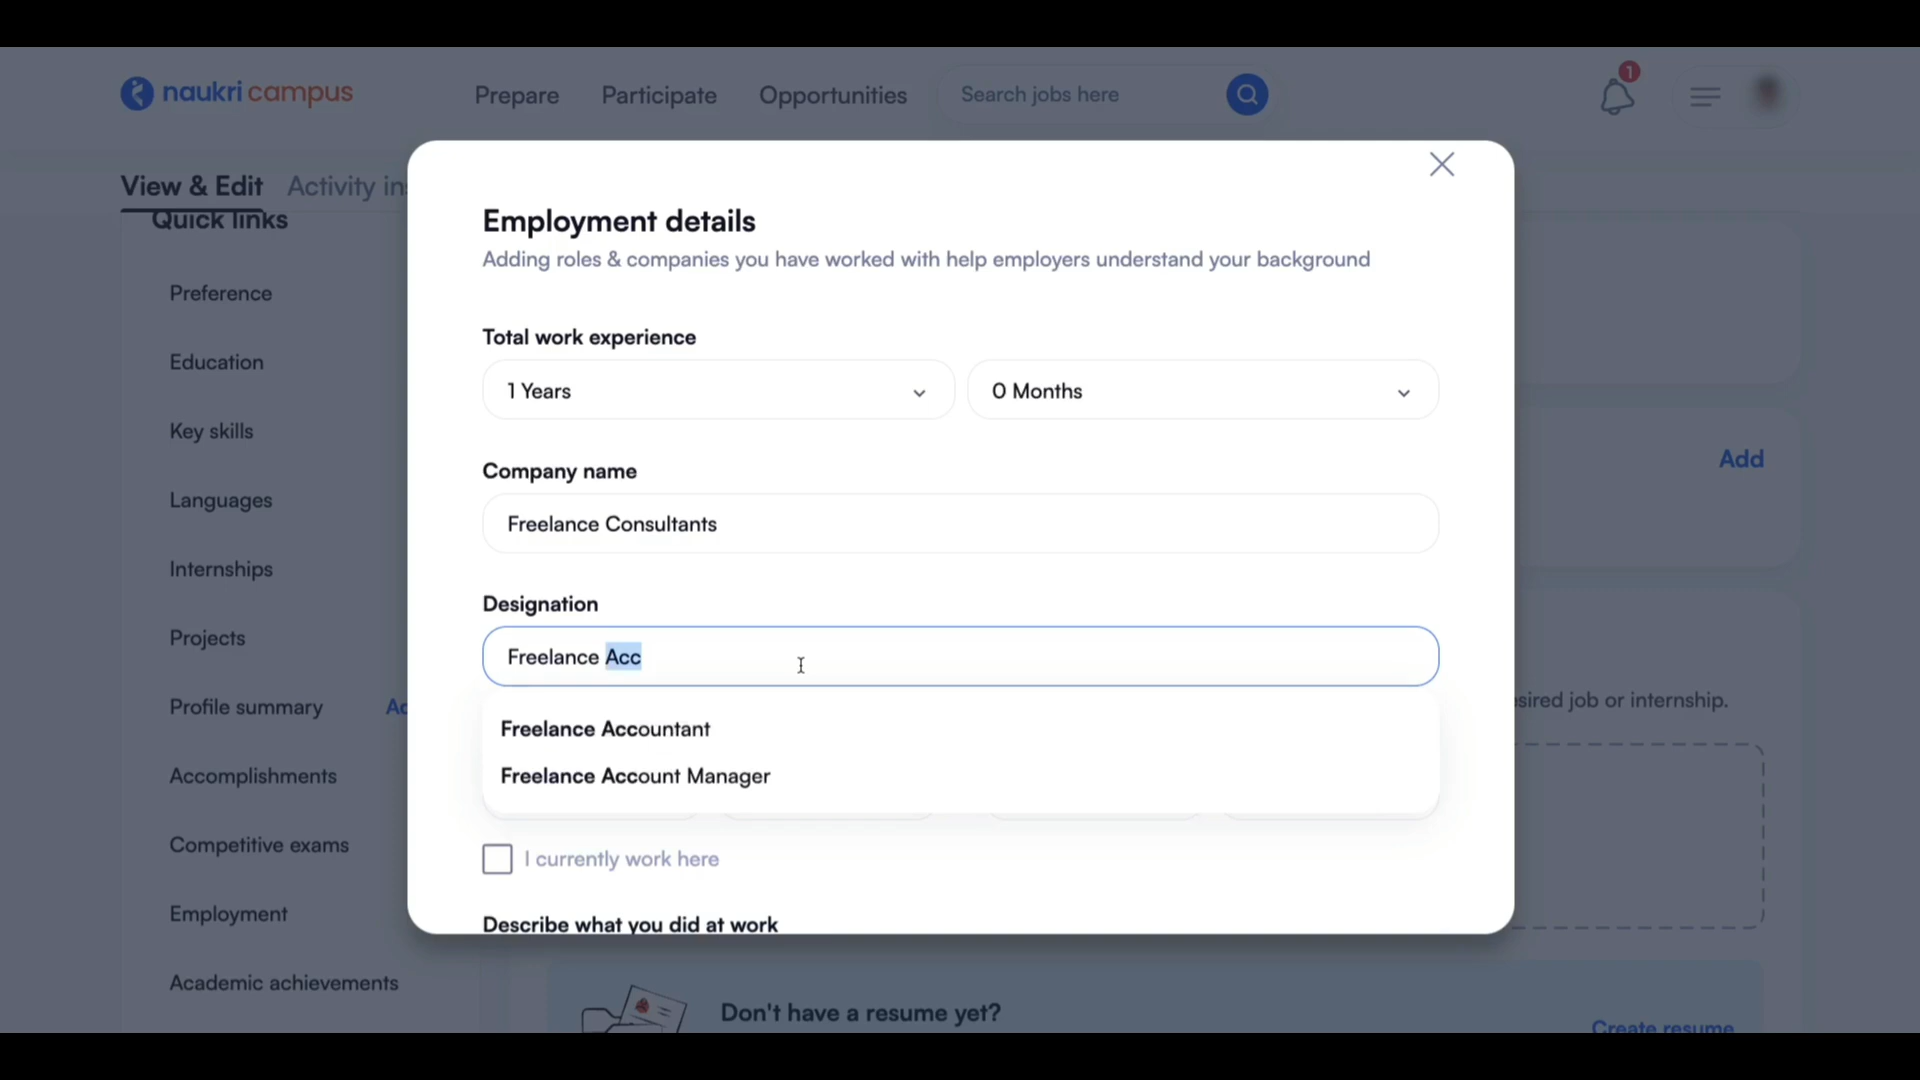 naukri campus
Prepare Participate Opportunities Search jobs here 1
View & Edit Activity in
Quick links
Preference
Education
Key skills
Languages
Internships
Projects
Profile summary Ad
Accomplishments
Competitive exams
Employment
Academic achievements
Employment details
Adding roles & companies you have worked with help employers understand your background
Total work experience
1 Years 0 Months
Company name
Freelance Consultants
Designation
Freelance Acc
Freelance Accountant
Freelance Account Manager
I currently work here
Describe what you did at work
Add
sired job or internship.
Don't have a resume yet?
Create resume